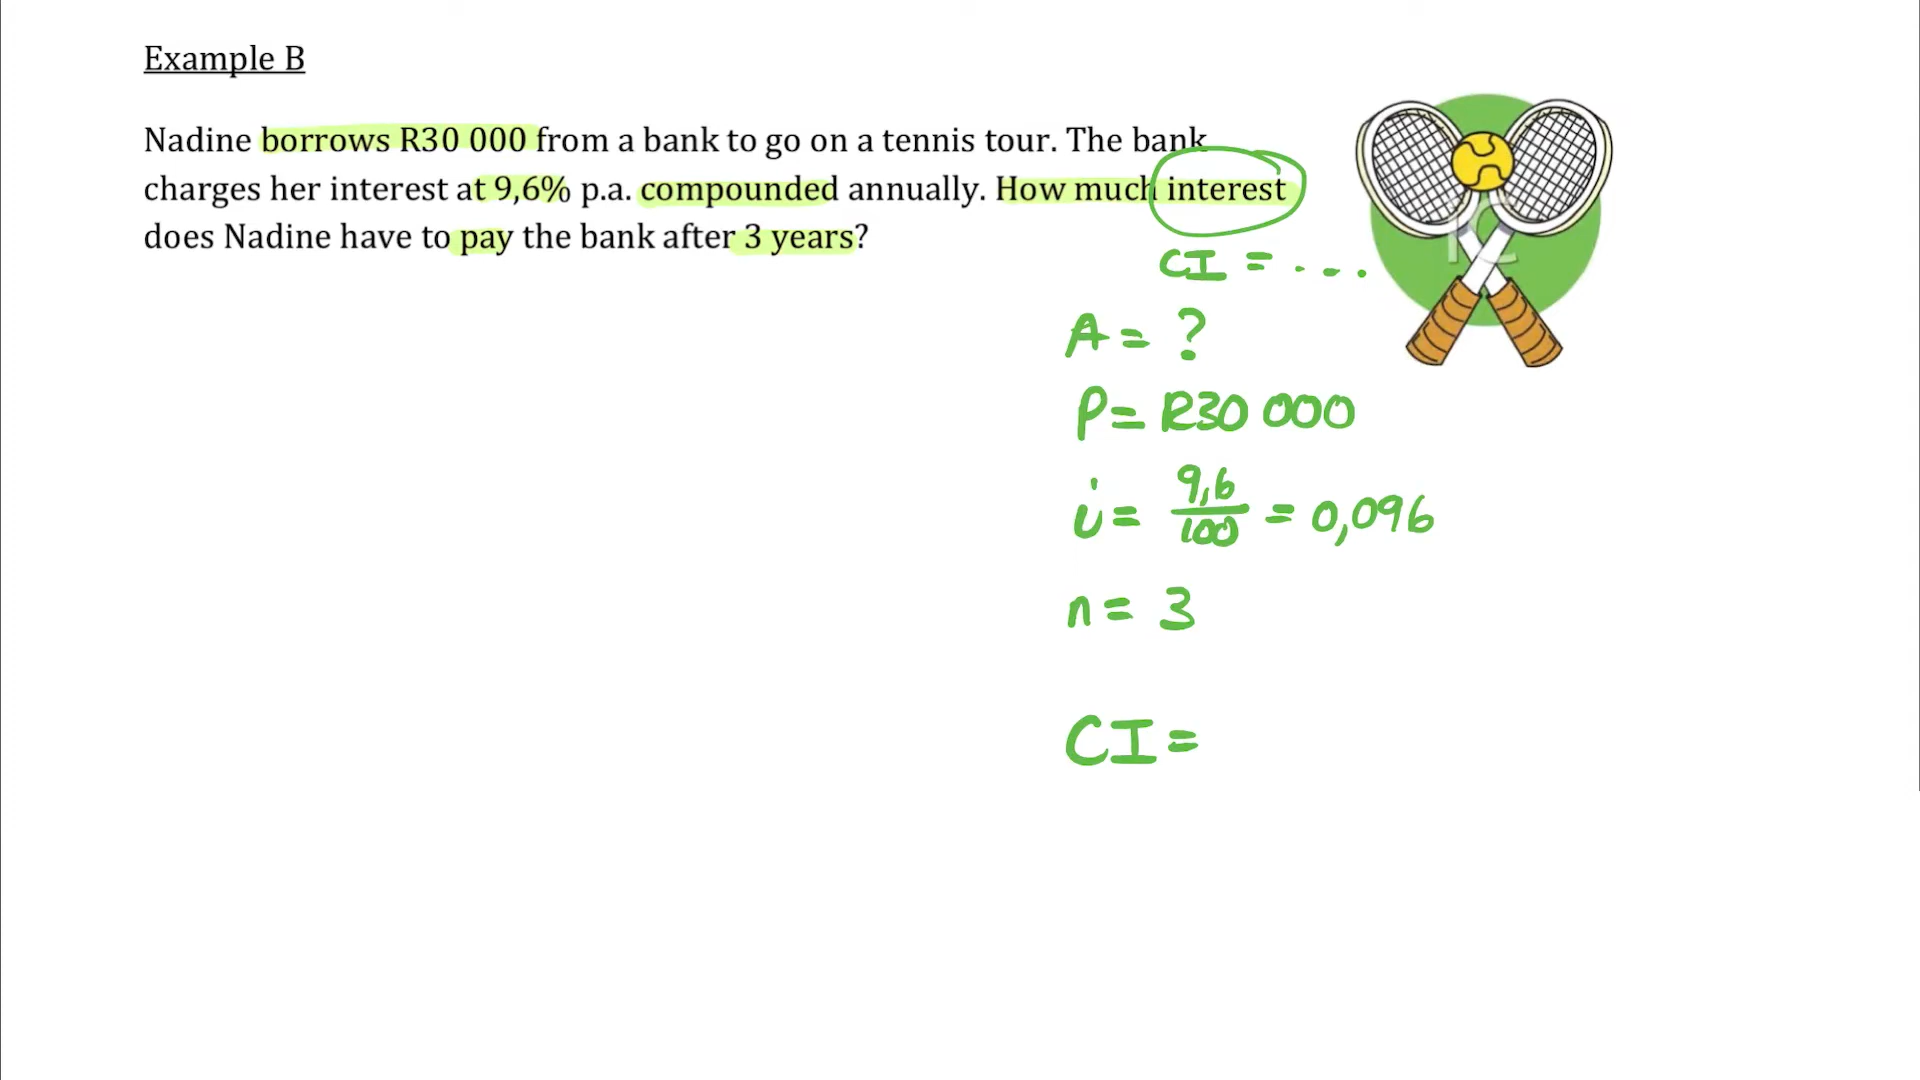 Example B
Nadine borrows R30 000 from a bank to go on a tennis tour. The bank
charges her interest at 9,6% p.a. compounded annually. How much interest
does Nadine have to pay the bank after 3 years?
CI = ...
A = ?
P = R30 000
i = 9,6/100 = 0,096
n = 3
CI =